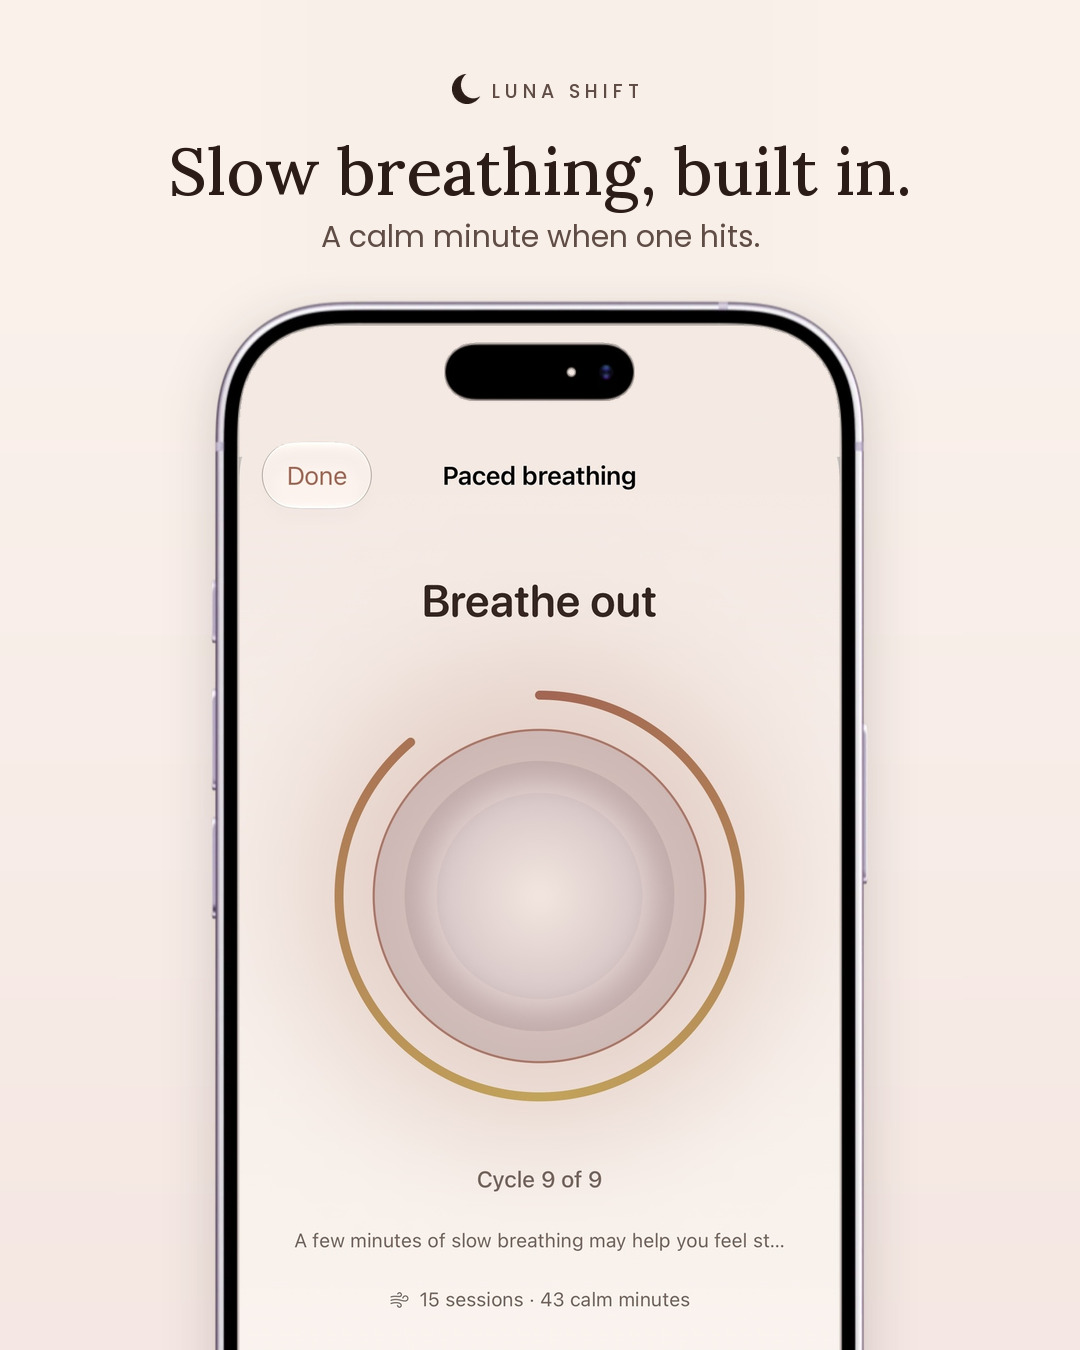 LUNA SHIFT
Slow breathing, built in.
A calm minute when one hits.
Done
Paced breathing
Breathe out
Cycle 9 of 9
A few minutes of slow breathing may help you feel st...
15 sessions · 43 calm minutes